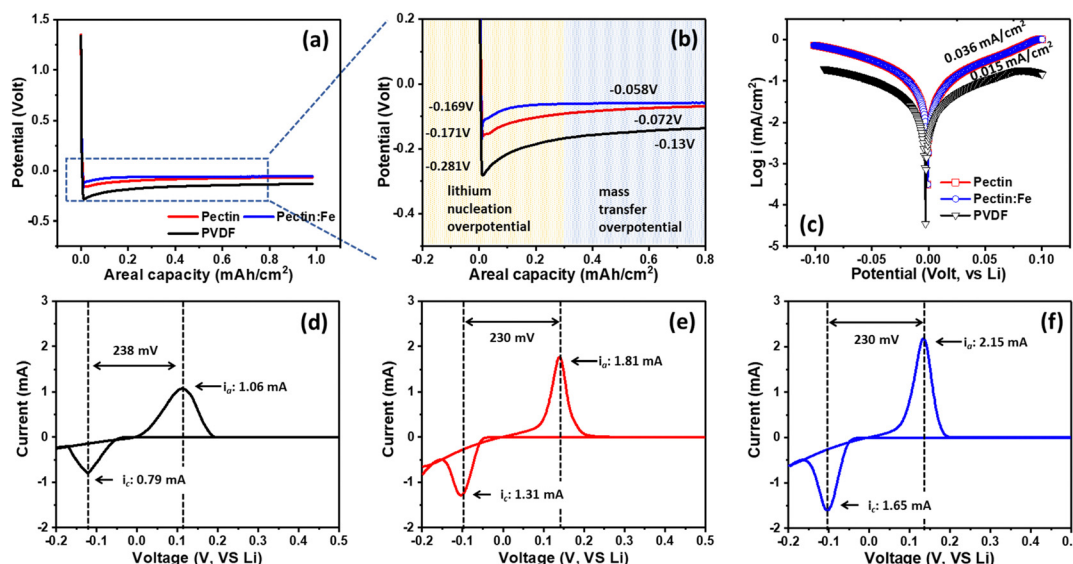 (a)
Potential (Volt)
1.5
1.0
0.5
0.0
-0.5
Pectin
Pectin:Fe
PVDF
0.0 0.2 0.4 0.6 0.8 1.0
Areal capacity (mAh/cm²)
(b)
Potential (Volt)
0.2
0.0
-0.2
-0.4
-0.058V
-0.169V
-0.072V
-0.171V
-0.13V
-0.281V
lithium
nucleation
overpotential
mass
transfer
overpotential
-0.2 0.0 0.2 0.4 0.6 0.8
Areal capacity (mAh/cm²)
(c)
Log i (mA/cm²)
0
-1
-2
-3
-4
-5
0.036 mA/cm²
0.015 mA/cm²
Pectin
Pectin:Fe
PVDF
-0.10 -0.05 0.00 0.05 0.10
Potential (Volt, vs Li)
(d)
Current (mA)
3
2
1
0
-1
-2
238 mV
iₐ: 1.06 mA
i꜀: 0.79 mA
-0.2 -0.1 0.0 0.1 0.2 0.3 0.4 0.5
Voltage (V, VS Li)
(e)
Current (mA)
3
2
1
0
-1
-2
230 mV
iₐ: 1.81 mA
i꜀: 1.31 mA
-0.2 -0.1 0.0 0.1 0.2 0.3 0.4 0.5
Voltage (V, VS Li)
(f)
Current (mA)
3
2
1
0
-1
-2
230 mV
iₐ: 2.15 mA
i꜀: 1.65 mA
-0.2 -0.1 0.0 0.1 0.2 0.3 0.4 0.5
Voltage (V, VS Li)